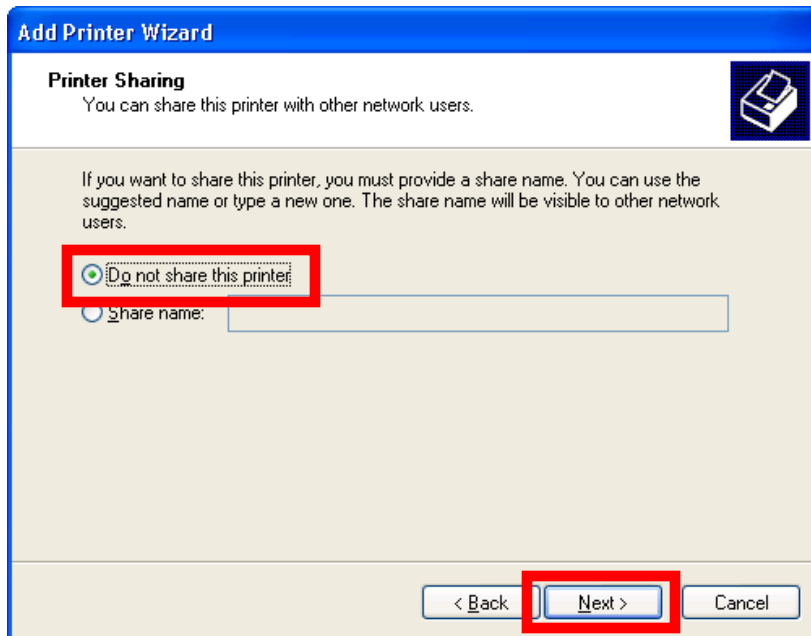 Add Printer Wizard
Printer Sharing
You can share this printer with other network users.
If you want to share this printer, you must provide a share name. You can use the
suggested name or type a new one. The share name will be visible to other network
users.
Do not share this printer
Share name:
< Back Next > Cancel